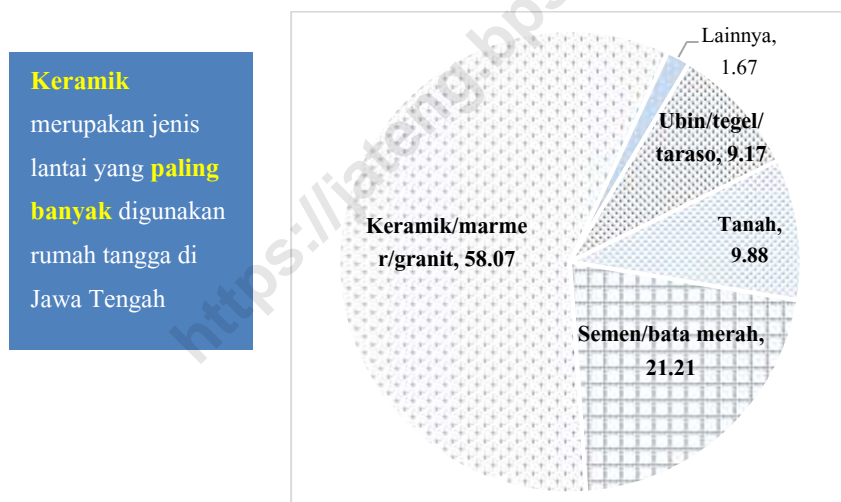 Keramik
merupakan jenis
lantai yang paling
banyak digunakan
rumah tangga di
Jawa Tengah
Lainnya,
1.67
Ubin/tegel/
taraso, 9.17
Tanah,
9.88
Keramik/marme
r/granit, 58.07
Semen/bata merah,
21.21
https://jateng.bps